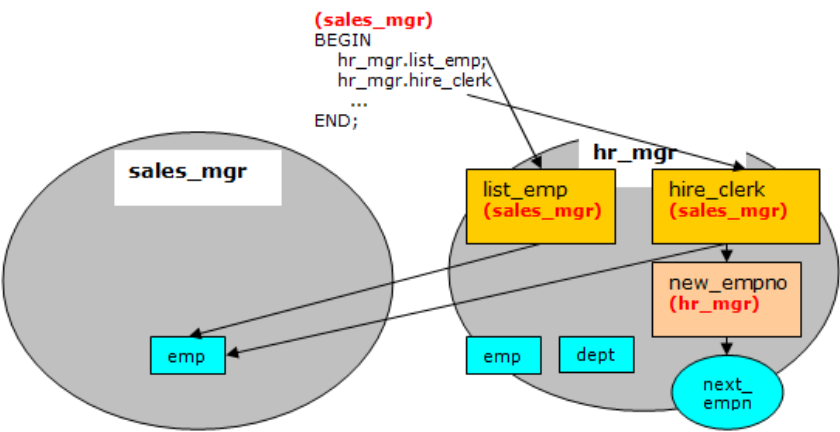 (sales_mgr)
BEGIN
hr_mgr.list_emp;
hr_mgr.hire_clerk
...
END;
sales_mgr
hr_mgr
list_emp
(sales_mgr)
hire_clerk
(sales_mgr)
new_empno
(hr_mgr)
emp
emp
dept
next_
empn